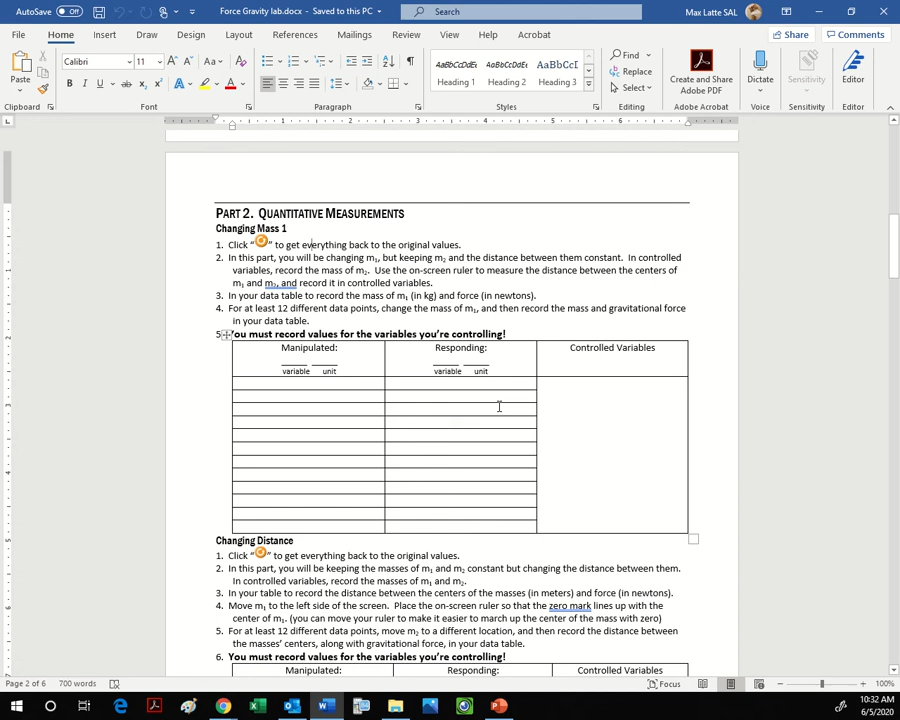 AutoSave Off
Force Gravity lab.docx - Saved to this PC
Search
Max Latte SAL
File Home Insert Draw Design Layout References Mailings Review View Help Acrobat
Share Comments
Paste
Calibri 11
Heading 1 Heading 2 Heading 3
Find
Replace
Select
Create and Share
Adobe PDF
Dictate
Sensitivity
Editor
Clipboard Font Paragraph Styles Editing Adobe Acrobat Voice Sensitivity Editor
PART 2. QUANTITATIVE MEASUREMENTS
Changing Mass 1
1. Click “ ” to get everything back to the original values.
2. In this part, you will be changing m₁, but keeping m₂ and the distance between them constant. In controlled
variables, record the mass of m₂. Use the on-screen ruler to measure the distance between the centers of
m₁ and m₂, and record it in controlled variables.
3. In your data table to record the mass of m₁ (in kg) and force (in newtons).
4. For at least 12 different data points, change the mass of m₁, and then record the mass and gravitational force
in your data table.
5. You must record values for the variables you’re controlling!
Manipulated: Responding: Controlled Variables
variable unit variable unit
Changing Distance
1. Click “ ” to get everything back to the original values.
2. In this part, you will be keeping the masses of m₁ and m₂ constant but changing the distance between them.
In controlled variables, record the masses of m₁ and m₂.
3. In your table to record the distance between the centers of the masses (in meters) and force (in newtons).
4. Move m₁ to the left side of the screen. Place the on-screen ruler so that the zero mark lines up with the
center of m₁. (you can move your ruler to make it easier to march up the center of the mass with zero)
5. For at least 12 different data points, move m₂ to a different location, and then record the distance between
the masses’ centers, along with gravitational force, in your data table.
6. You must record values for the variables you’re controlling!
Manipulated: Responding: Controlled Variables
Page 2 of 6 700 words
Focus
100%
10:32 AM
6/5/2020